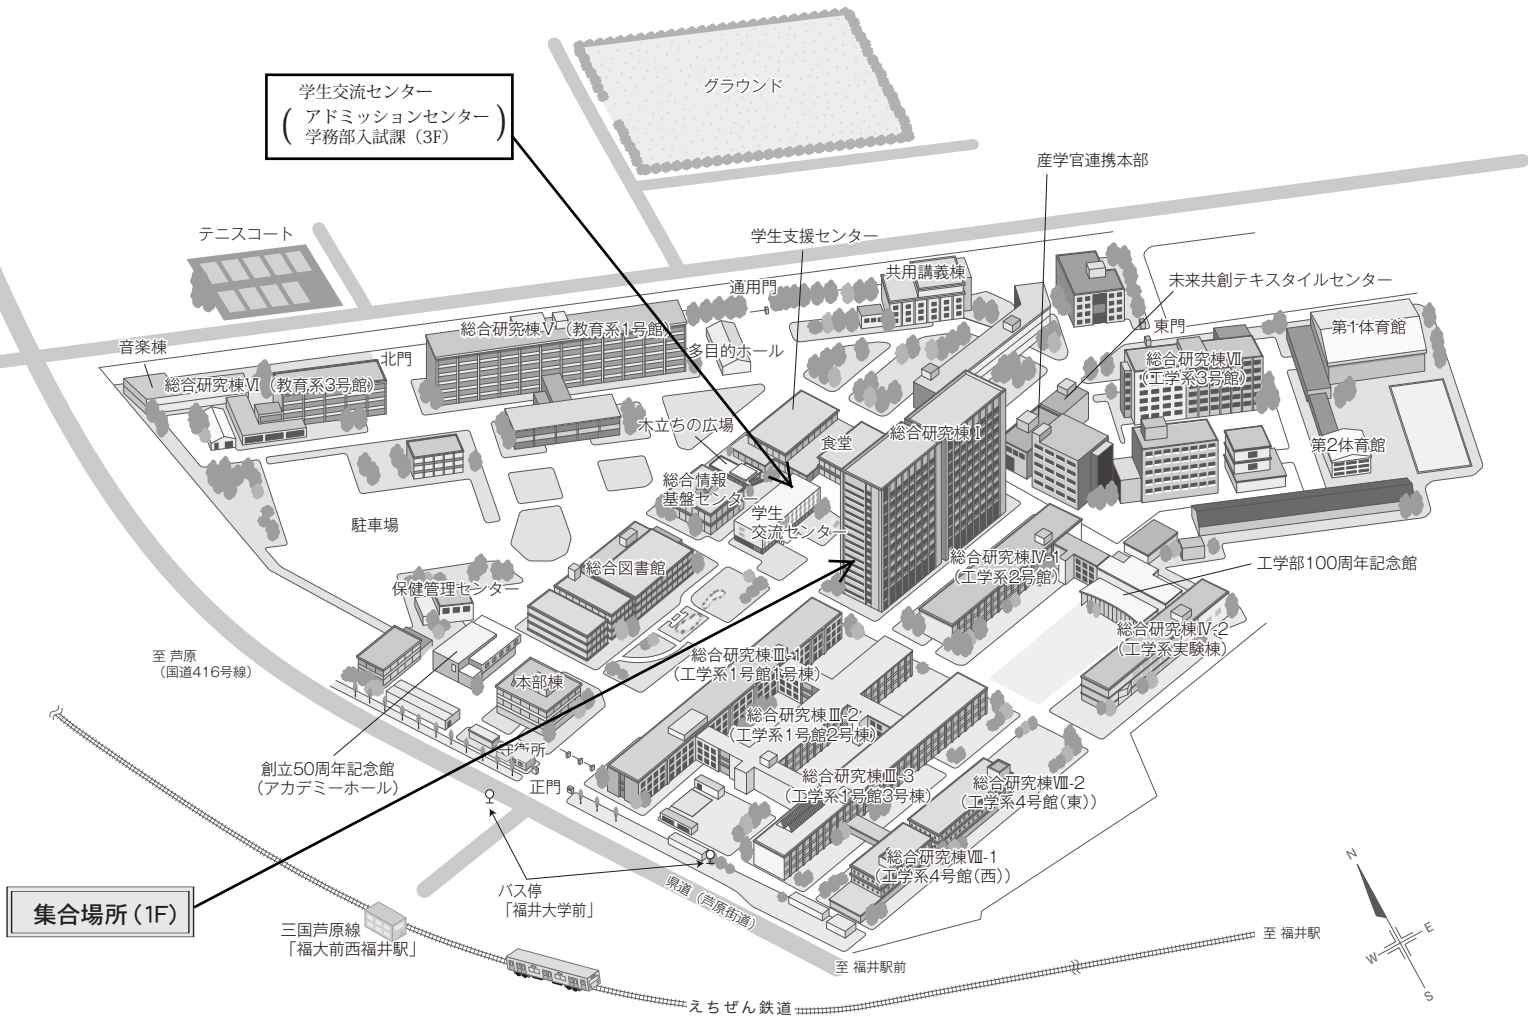 グラウンド
学生交流センター
(アドミッションセンター
学務部入試課（3F）)
産学官連携本部
テニスコート
学生支援センター
共用講義棟
通用門
未来共創テキスタイルセンター
東門
第1体育館
総合研究棟Ⅴ（教育系1号館）
音楽棟
北門
多目的ホール
総合研究棟Ⅶ
（工学系3号館）
総合研究棟Ⅵ（教育系3号館）
木立ちの広場
食堂
総合研究棟Ⅰ
第2体育館
総合情報
基盤センター
学生
交流センター
駐車場
総合研究棟Ⅳ-1
（工学系2号館）
工学部100周年記念館
総合図書館
保健管理センター
総合研究棟Ⅳ-2
（工学系実験棟）
至 芦原
（国道416号線）
総合研究棟Ⅲ-1
（工学系1号館1号棟）
本部棟
総合研究棟Ⅲ-2
（工学系1号館2号棟）
守衛所
創立50周年記念館
（アカデミーホール）
正門
総合研究棟Ⅲ-3
（工学系1号館3号棟）
総合研究棟Ⅷ-2
（工学系4号館（東））
総合研究棟Ⅷ-1
（工学系4号館（西））
バス停
「福井大学前」
県道（芦原街道）
集合場所（1F）
三国芦原線
「福大前西福井駅」
至 福井駅
至 福井駅前
えちぜん鉄道
N
E
W
S